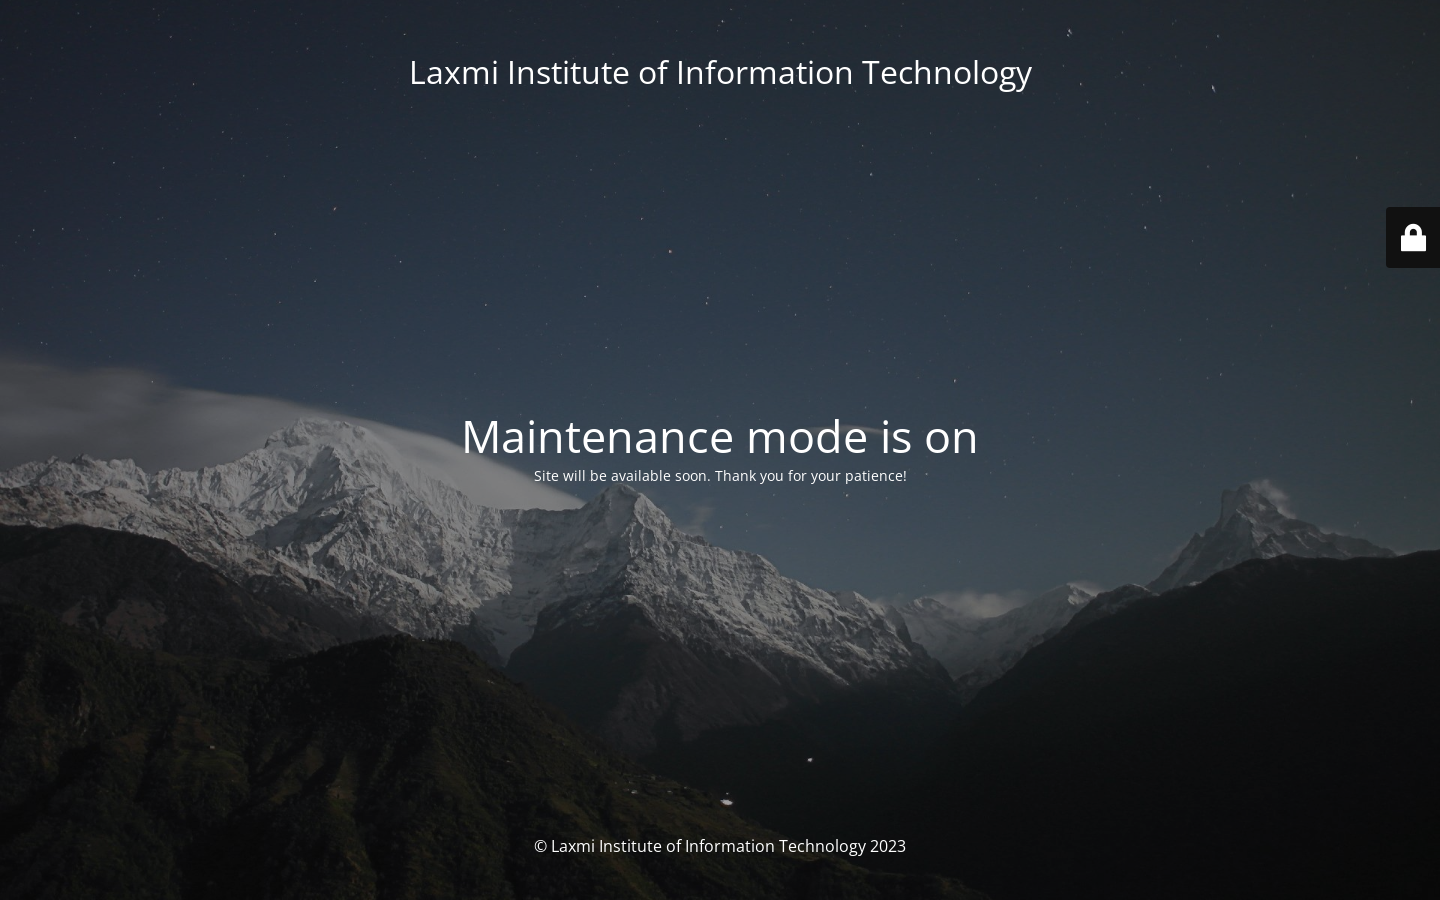 Laxmi Institute of Information Technology
Maintenance mode is on
Site will be available soon. Thank you for your patience!
© Laxmi Institute of Information Technology 2023